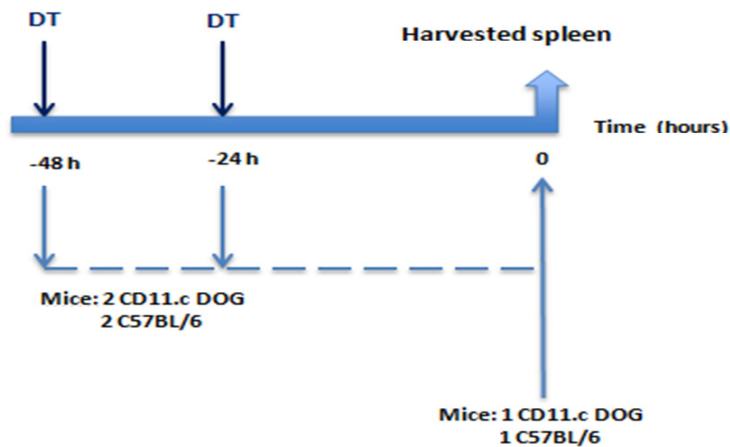 DT
DT
Harvested spleen
Time (hours)
-48 h
-24 h
0
Mice: 2 CD11.c DOG
2 C57BL/6
Mice: 1 CD11.c DOG
1 C57BL/6